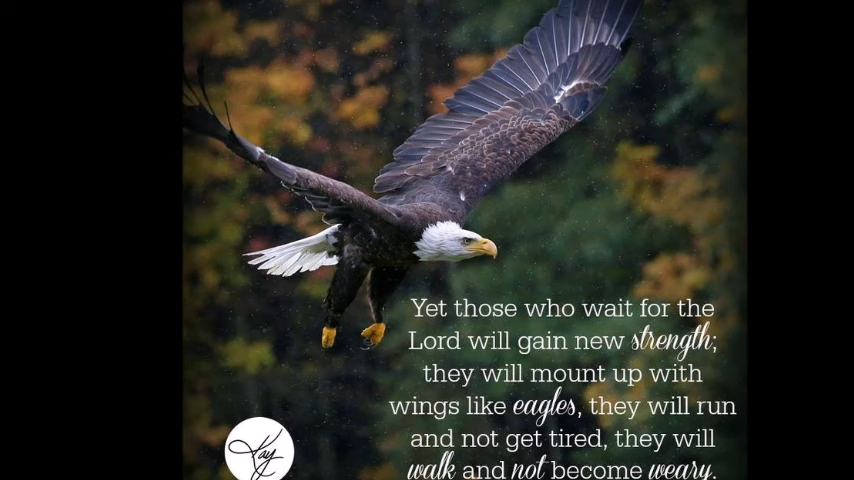 Yet those who wait for the
Lord will gain new strength;
they will mount up with
wings like eagles, they will run
and not get tired, they will
walk and not become weary.
Kay